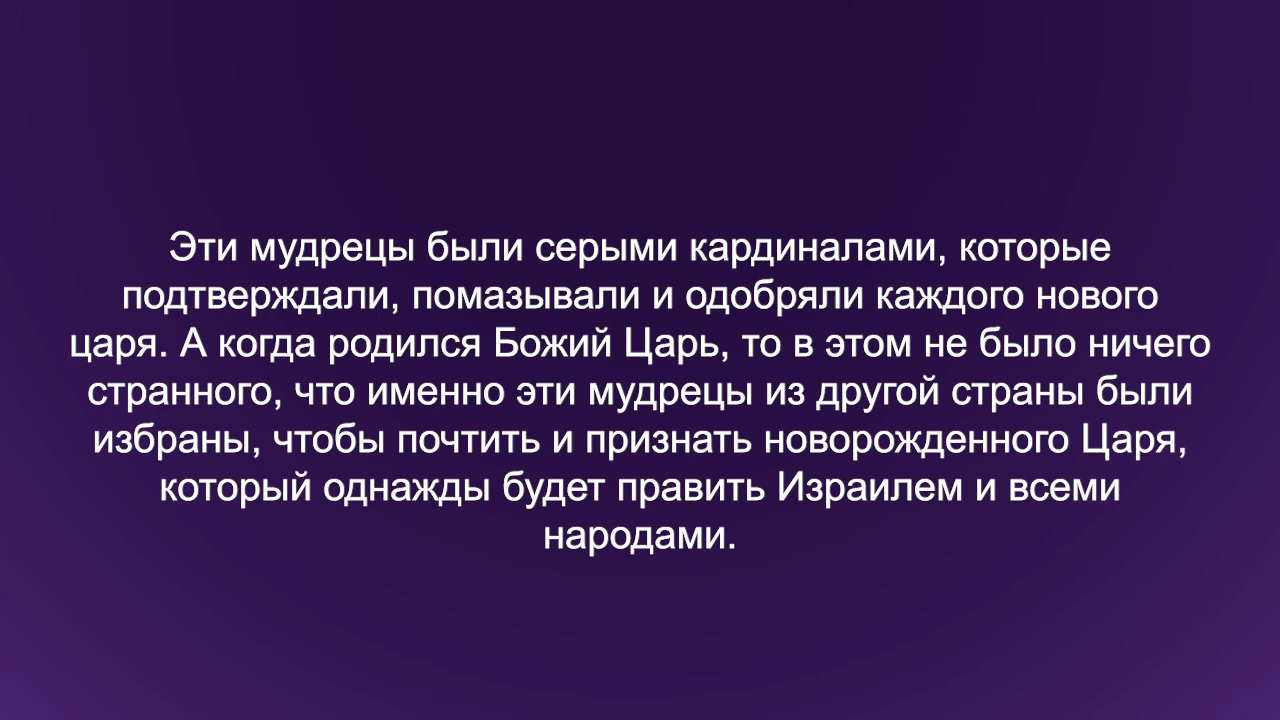 Эти мудрецы были серыми кардиналами, которые
подтверждали, помазывали и одобряли каждого нового
царя. А когда родился Божий Царь, то в этом не было ничего
странного, что именно эти мудрецы из другой страны были
избраны, чтобы почтить и признать новорожденного Царя,
который однажды будет править Израилем и всеми
народами.